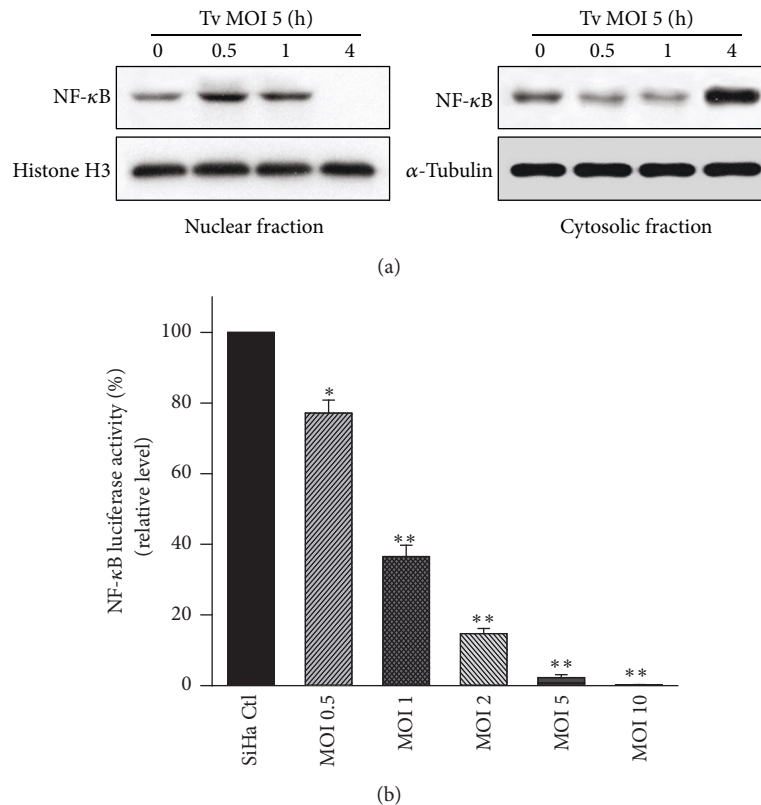 Tv MOI 5 (h)
0 0.5 1 4
NF-κB
Histone H3
Nuclear fraction
Tv MOI 5 (h)
0 0.5 1 4
NF-κB
α-Tubulin
Cytosolic fraction
(a)
NF-κB luciferase activity (%)
(relative level)
100
80
60
40
20
0
*
**
**
**
**
SiHa Ctl
MOI 0.5
MOI 1
MOI 2
MOI 5
MOI 10
(b)